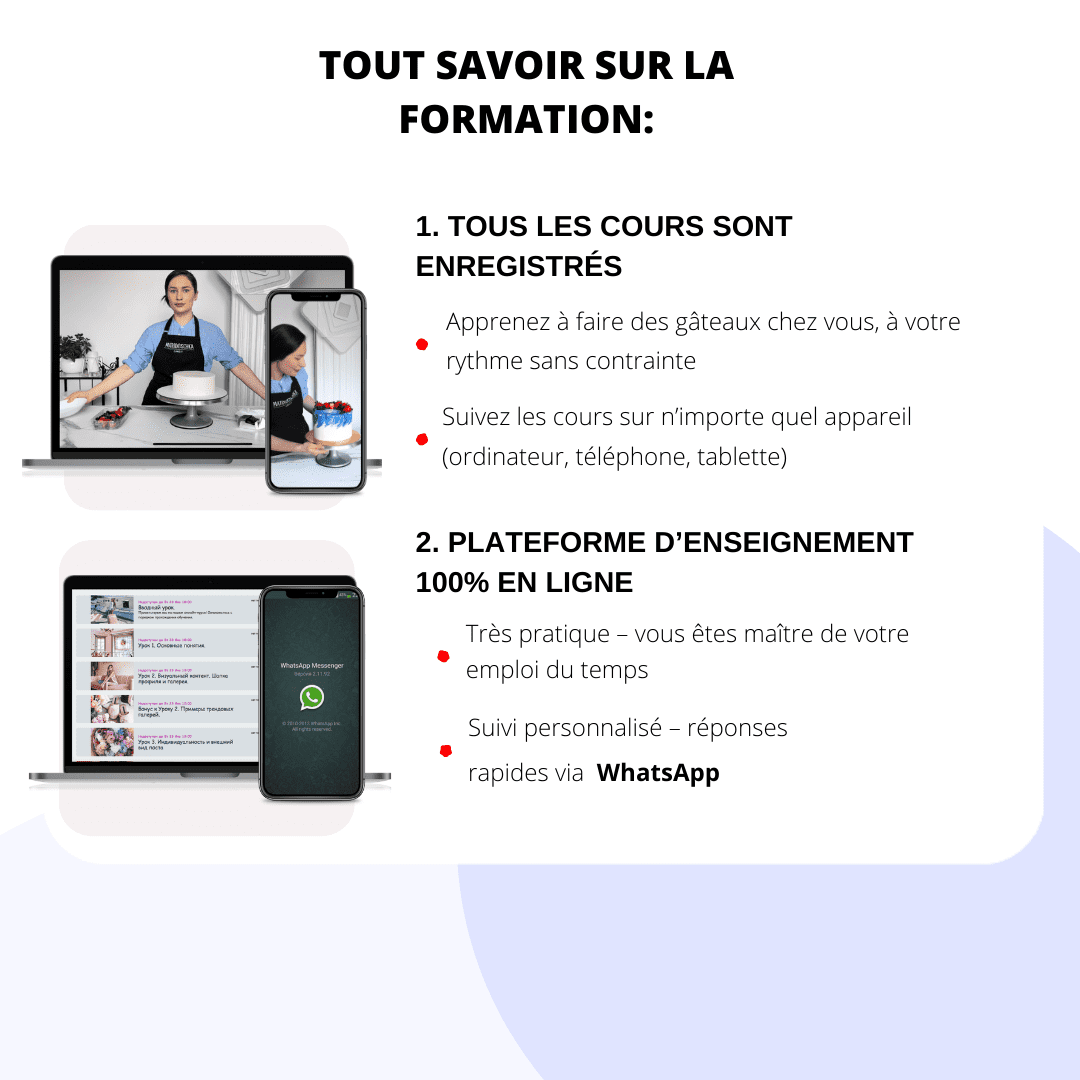 TOUT SAVOIR SUR LA
FORMATION:
1. TOUS LES COURS SONT
ENREGISTRÉS
Apprenez à faire des gâteaux chez vous, à votre
rythme sans contrainte
Suivez les cours sur n’importe quel appareil
(ordinateur, téléphone, tablette)
2. PLATEFORME D’ENSEIGNEMENT
100% EN LIGNE
Très pratique – vous êtes maître de votre
emploi du temps
Suivi personnalisé – réponses
rapides via WhatsApp
Вводный урок.
Урок 1. Основные понятия.
Урок 2. Визуальный контент. Шапка
профиля и галерея.
Бонус к Уроку 2. Примеры трендовых
галерей.
Урок 3. Индивидуальность и внешний
вид поста
WhatsApp Messenger
All rights reserved.